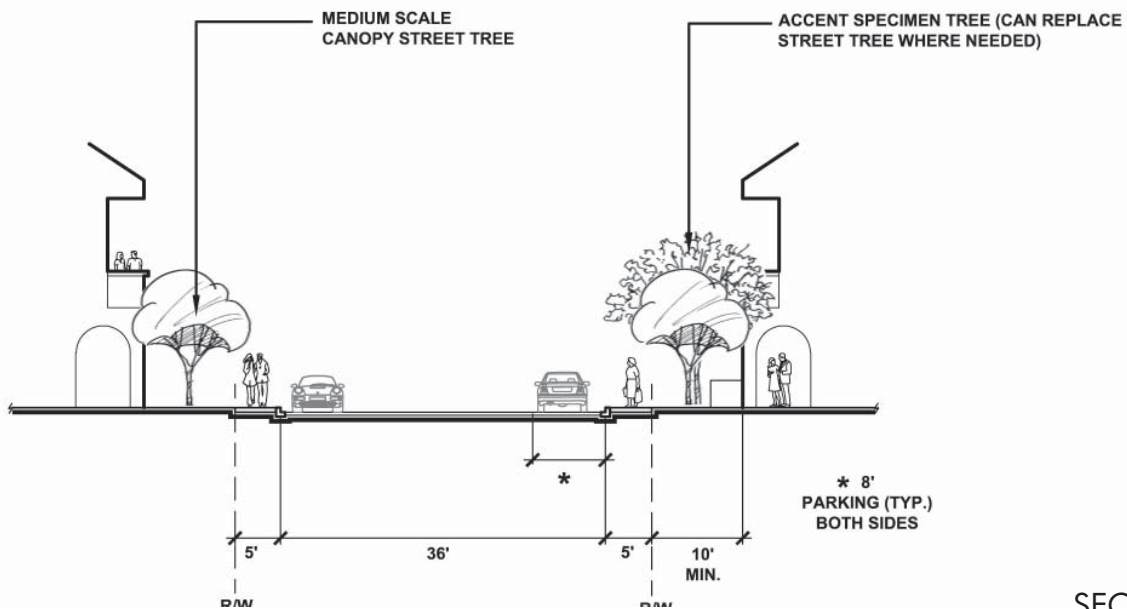 MEDIUM SCALE
CANOPY STREET TREE
ACCENT SPECIMEN TREE (CAN REPLACE
STREET TREE WHERE NEEDED)
*
* 8'
PARKING (TYP.)
BOTH SIDES
5'
36'
5'
10'
MIN.
R/W
R/W
SEC